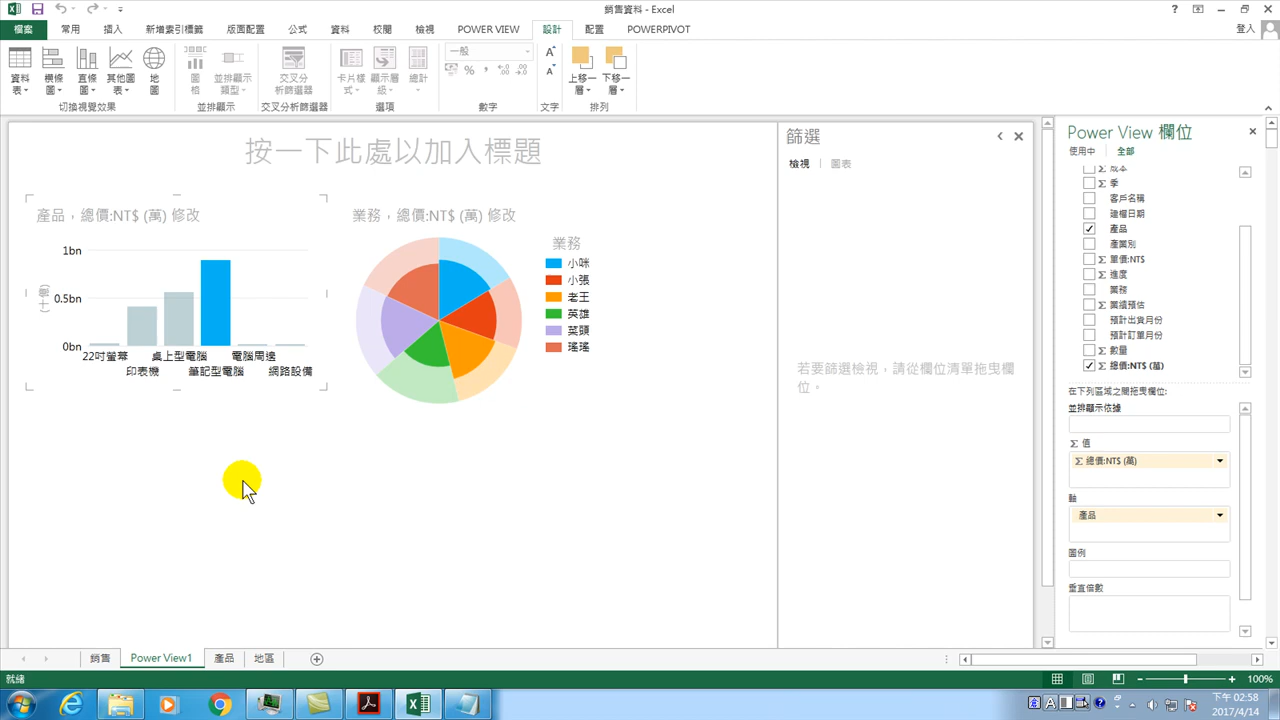 銷售資料 - Excel
登入
檔案 常用 插入 新增索引標籤 版面配置 公式 資料 校閱 檢視 POWER VIEW 設計 配置 POWERPIVOT
資料表 橫條圖 直條圖 其他圖表 地圖
圖格 並排顯示類型
交叉分析篩選器
卡片樣式 顯示層級 總計
一般
上移一層 下移一層
切換視覺效果 並排顯示 交叉分析篩選器 選項 數字 文字 排列
按一下此處以加入標題
產品，總價:NT$ (萬) 修改
1bn
0.5bn
0bn
(十億)
22吋螢幕 桌上型電腦 電腦周邊
印表機 筆記型電腦 網路設備
業務，總價:NT$ (萬) 修改
業務
小咪
小張
老王
英雄
菜頭
瑤瑤
篩選
檢視 圖表
若要篩選檢視，請從欄位清單拖曳欄位。
Power View 欄位
使用中 全部
Σ 成本
Σ 季
客戶名稱
建檔日期
產品
產業別
Σ 單價:NT$
Σ 進度
業務
Σ 業績預估
預計出貨月份
預計訂單月份
Σ 數量
Σ 總價:NT$ (萬)
在下列區域之間拖曳欄位:
並排顯示依據
Σ 值
Σ 總價:NT$ (萬)
軸
產品
圖例
垂直倍數
銷售 Power View1 產品 地區
就緒
100%
下午 02:58
2017/4/14